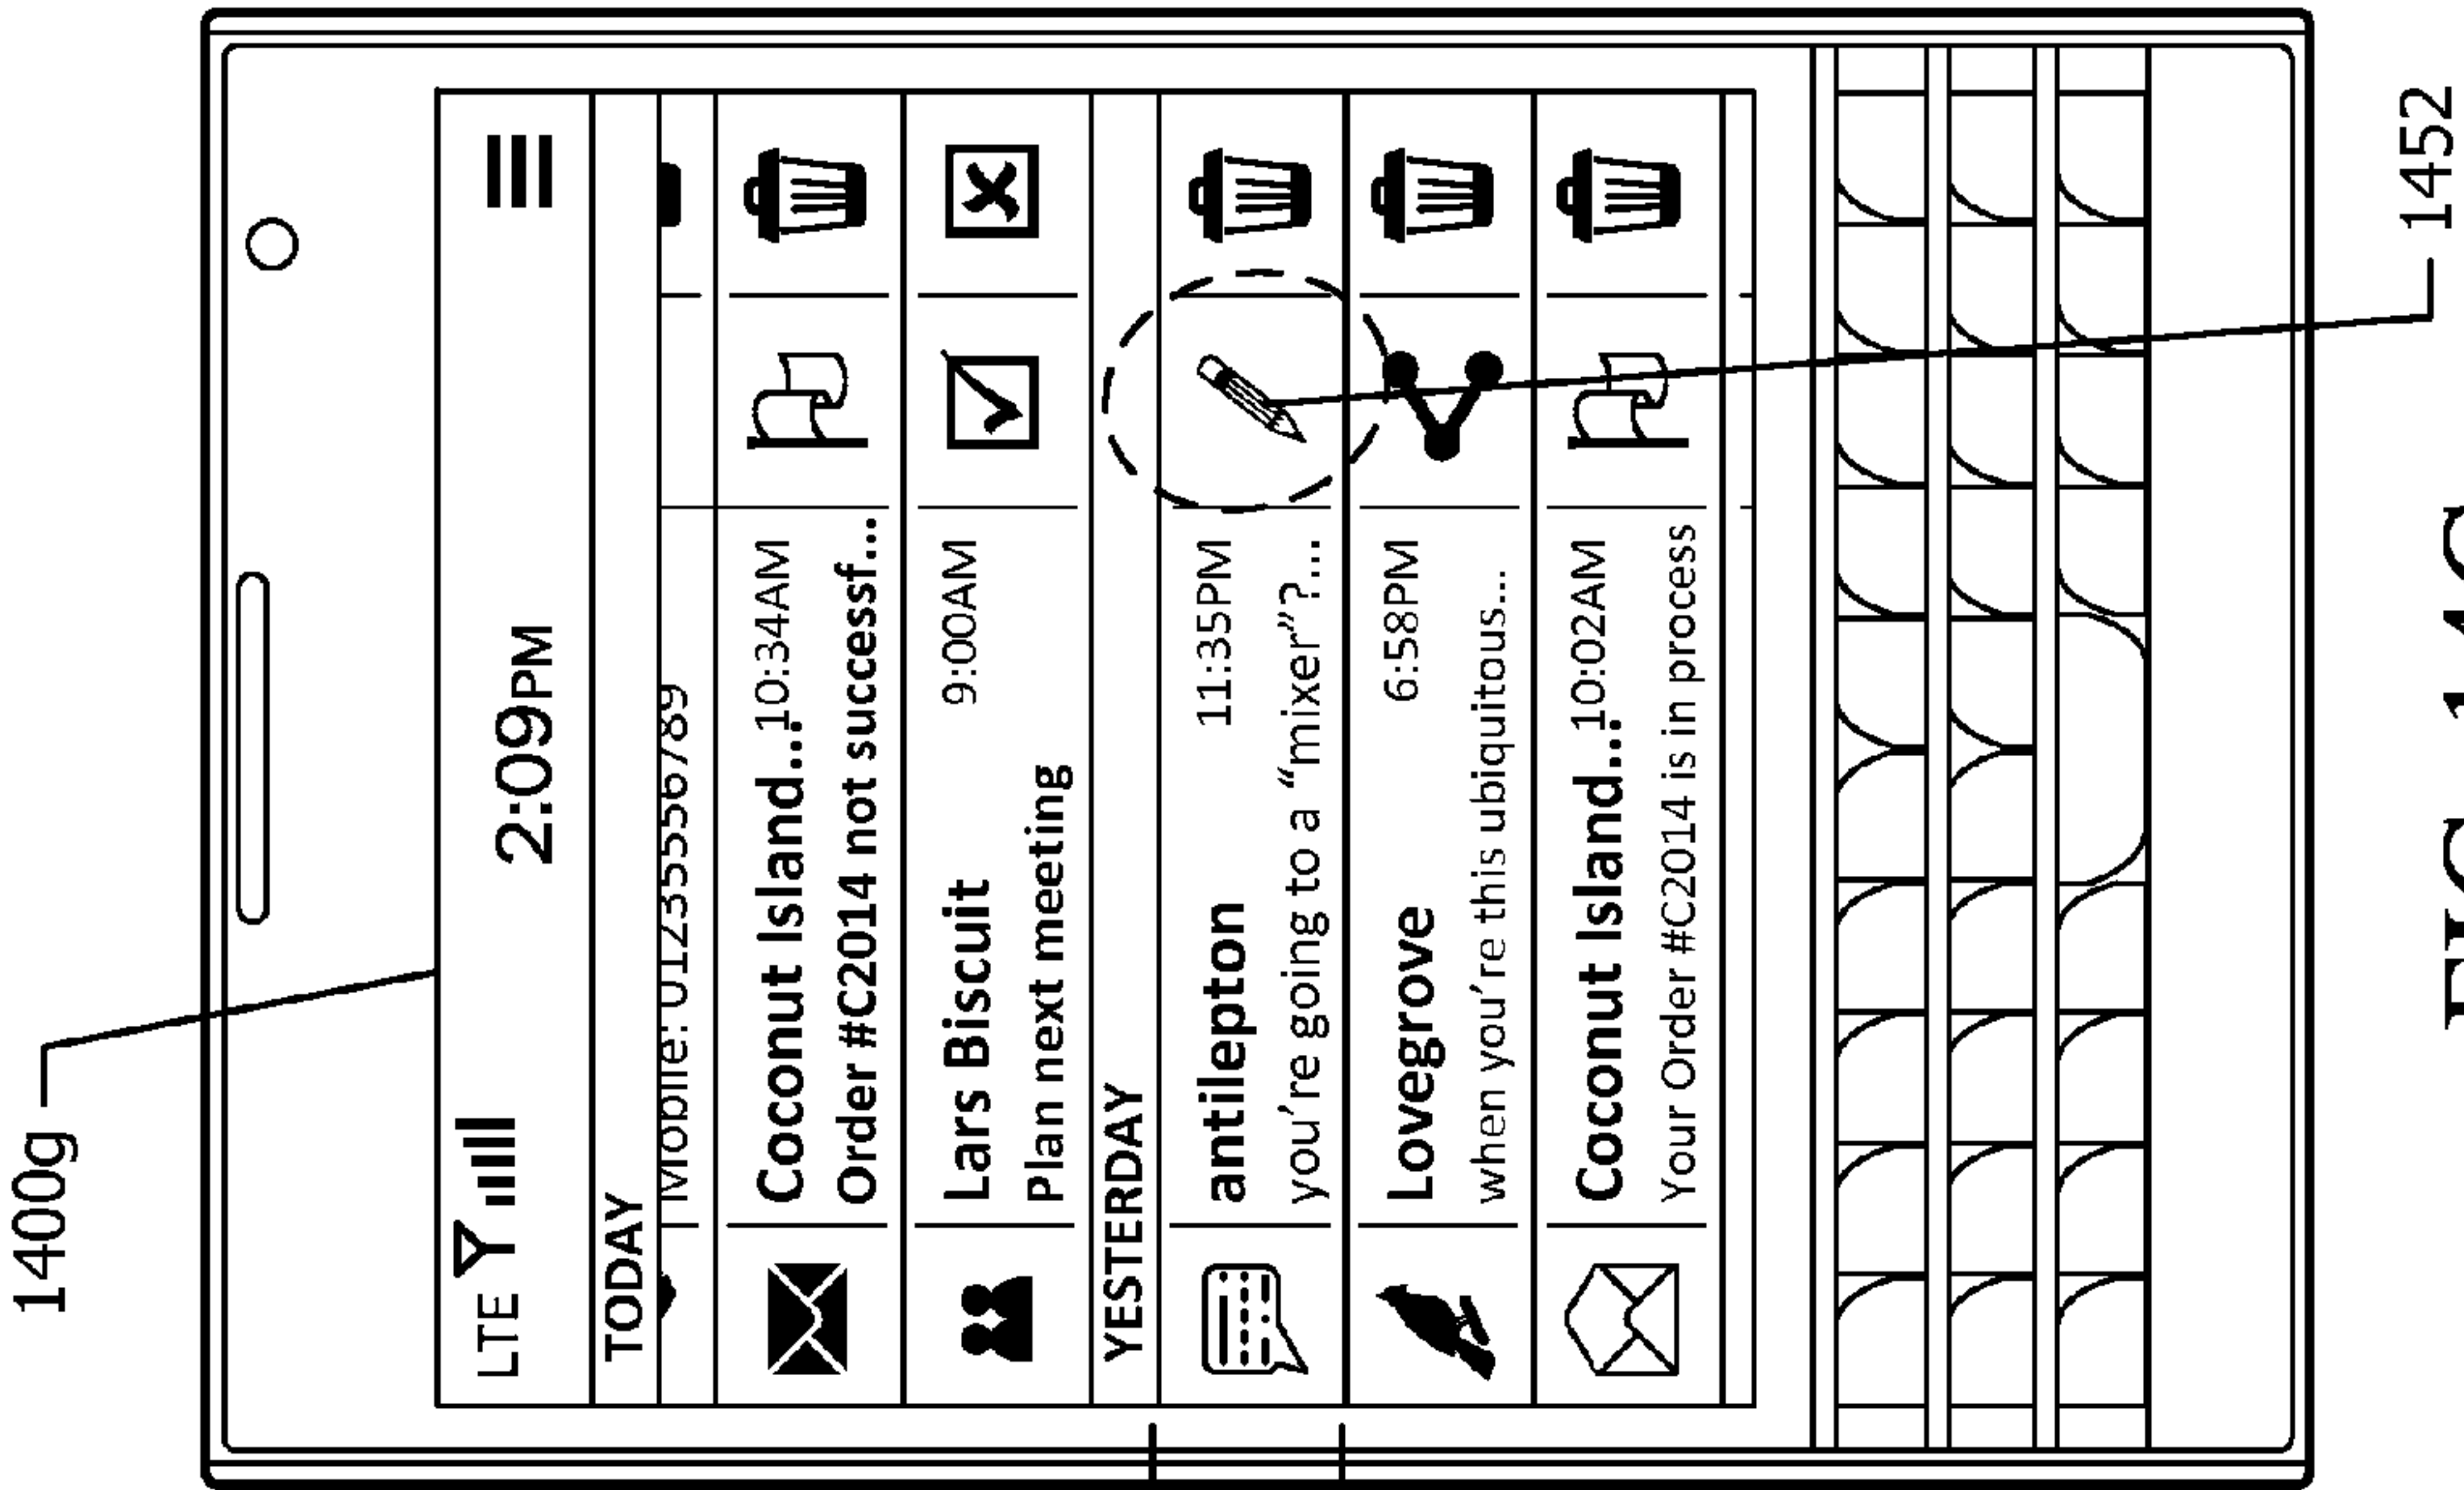 1400g
LTE
2:09PM
TODAY
Mobile: 01235556789
Coconut Island... 10:34AM
Order #C2014 not successf...
Lars Biscuit 9:00AM
Plan next meeting
YESTERDAY
antilepton 11:35PM
you’re going to a “mixer”?...
Lovegrove 6:58PM
when you’re this ubiquitous...
Coconut Island... 10:02AM
Your Order #C2014 is in process
1452